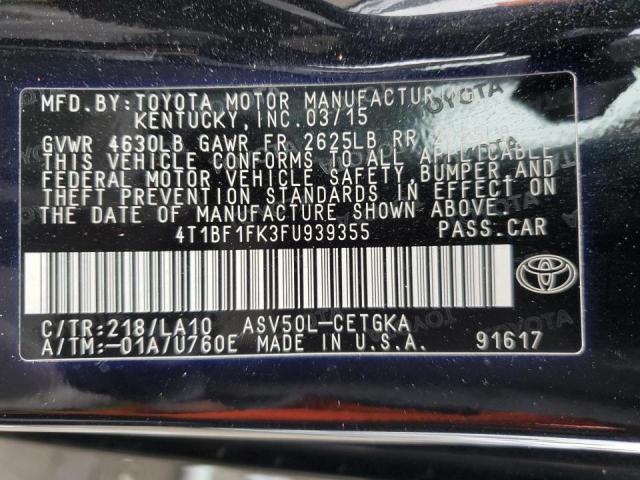 MFD. BY: TOYOTA MOTOR MANUFACTUR
KENTUCKY, INC. 03/15
GVWR 4630LB GAWR FR 2625LB RR
THIS VEHICLE CONFORMS TO ALL APPLICABLE
FEDERAL MOTOR VEHICLE SAFETY, BUMPER, AND
THEFT PREVENTION STANDARDS IN EFFECT ON
THE DATE OF MANUFACTURE SHOWN ABOVE.
4T1BF1FK3FU939355 PASS.CAR
C/TR:218/LA10 ASV50L-CETGKA
A/TM:-01A/U760E MADE IN U.S.A. 91617